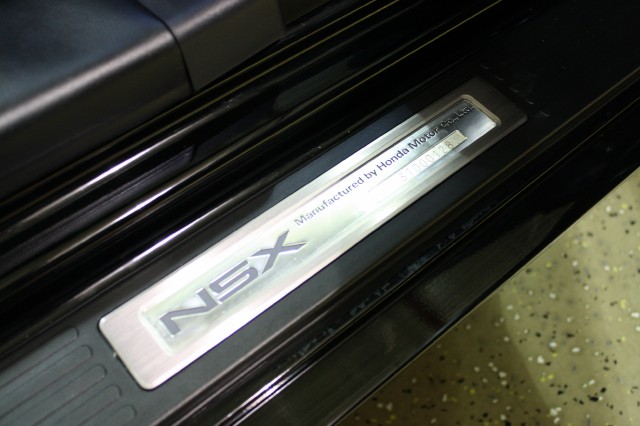 NSX
Manufactured by Honda Motor Co., Ltd.